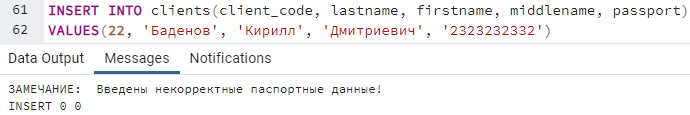 61 INSERT INTO clients(client_code, lastname, firstname, middlename, passport)
62 VALUES(22, 'Баденов', 'Кирилл', 'Дмитриевич', '2323232332')
Data Output Messages Notifications
ЗАМЕЧАНИЕ: Введены некорректные паспортные данные!
INSERT 0 0